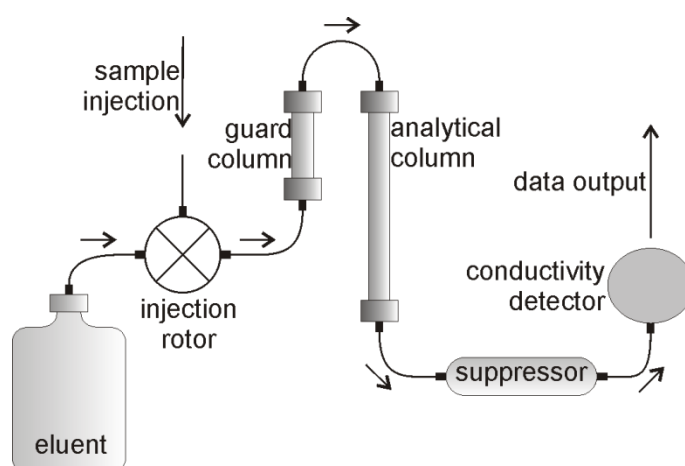 sample
injection
guard
column
analytical
column
data output
conductivity
detector
injection
rotor
suppressor
eluent